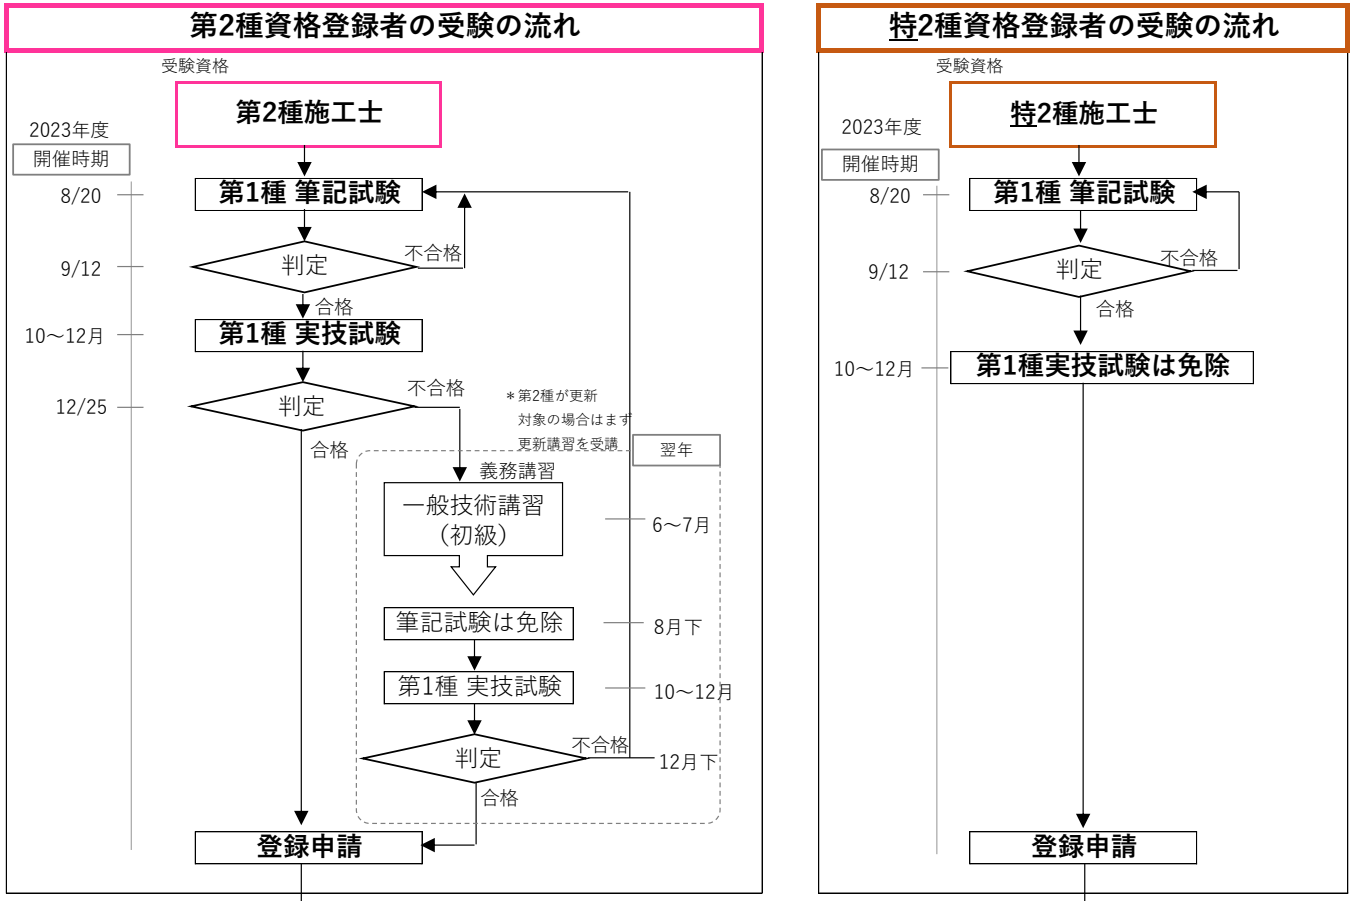 第2種資格登録者の受験の流れ
受験資格
第2種施工士
2023年度
開催時期
8/20
第1種 筆記試験
不合格
9/12
判定
合格
10～12月
第1種 実技試験
不合格
12/25
判定
合格
＊第2種が更新
対象の場合はまず
更新講習を受講
翌年
義務講習
一般技術講習
（初級）
6～7月
筆記試験は免除
8月下
第1種 実技試験
10～12月
不合格
判定
12月下
合格
登録申請
特2種資格登録者の受験の流れ
受験資格
特2種施工士
2023年度
開催時期
8/20
第1種 筆記試験
不合格
9/12
判定
合格
10～12月
第1種実技試験は免除
登録申請